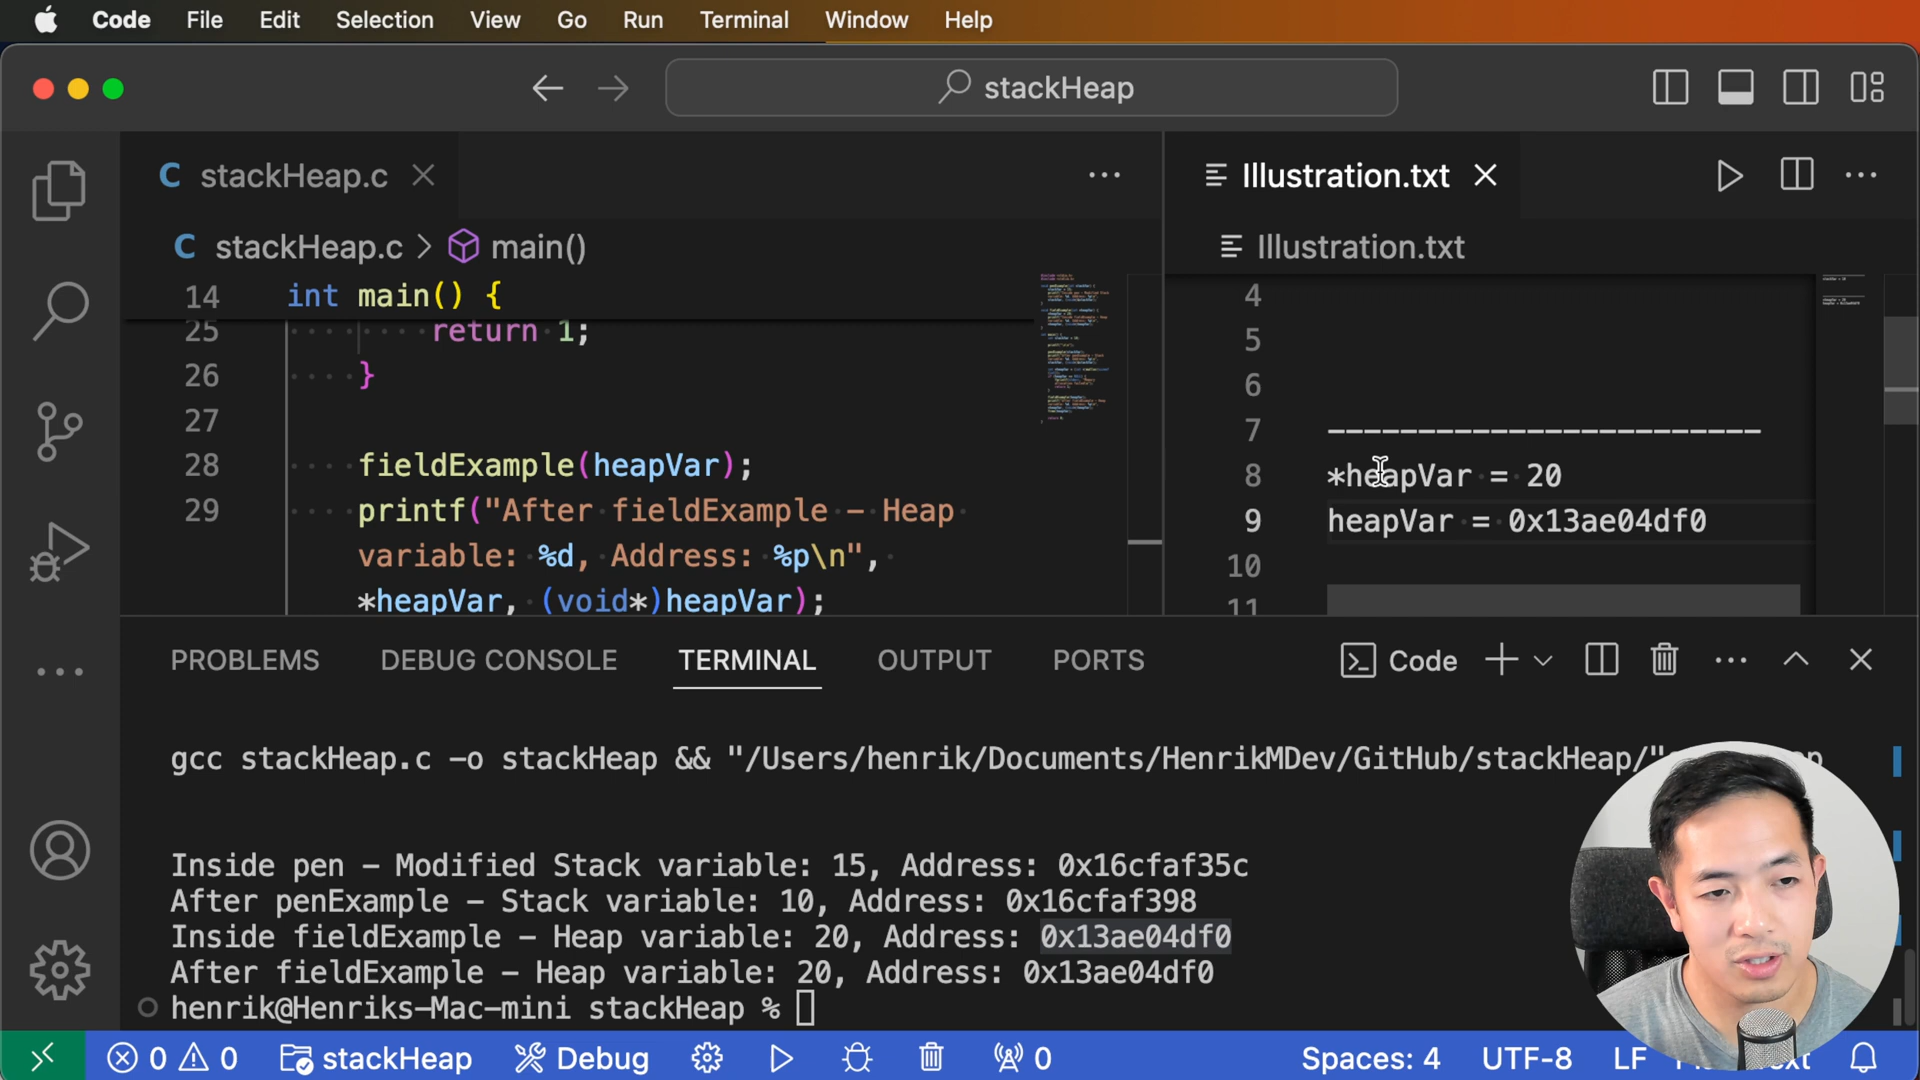 Code File Edit Selection View Go Run Terminal Window Help
stackHeap
C stackHeap.c
Illustration.txt
C stackHeap.c > main()
Illustration.txt
14 int main() {
25 return 1;
26 }
27
28 fieldExample(heapVar);
29 printf("After fieldExample - Heap
variable: %d, Address: %p\n",
*heapVar, (void*)heapVar);
4
5
6
7 ------------------------
8 *heapVar = 20
9 heapVar = 0x13ae04df0
10
11
PROBLEMS DEBUG CONSOLE TERMINAL OUTPUT PORTS
Code
gcc stackHeap.c -o stackHeap && "/Users/henrik/Documents/HenrikMDev/GitHub/stackHeap/"
Inside pen - Modified Stack variable: 15, Address: 0x16cfaf35c
After penExample - Stack variable: 10, Address: 0x16cfaf398
Inside fieldExample - Heap variable: 20, Address: 0x13ae04df0
After fieldExample - Heap variable: 20, Address: 0x13ae04df0
henrik@Henriks-Mac-mini stackHeap %
0 0 stackHeap Debug 0 Spaces: 4 UTF-8 LF